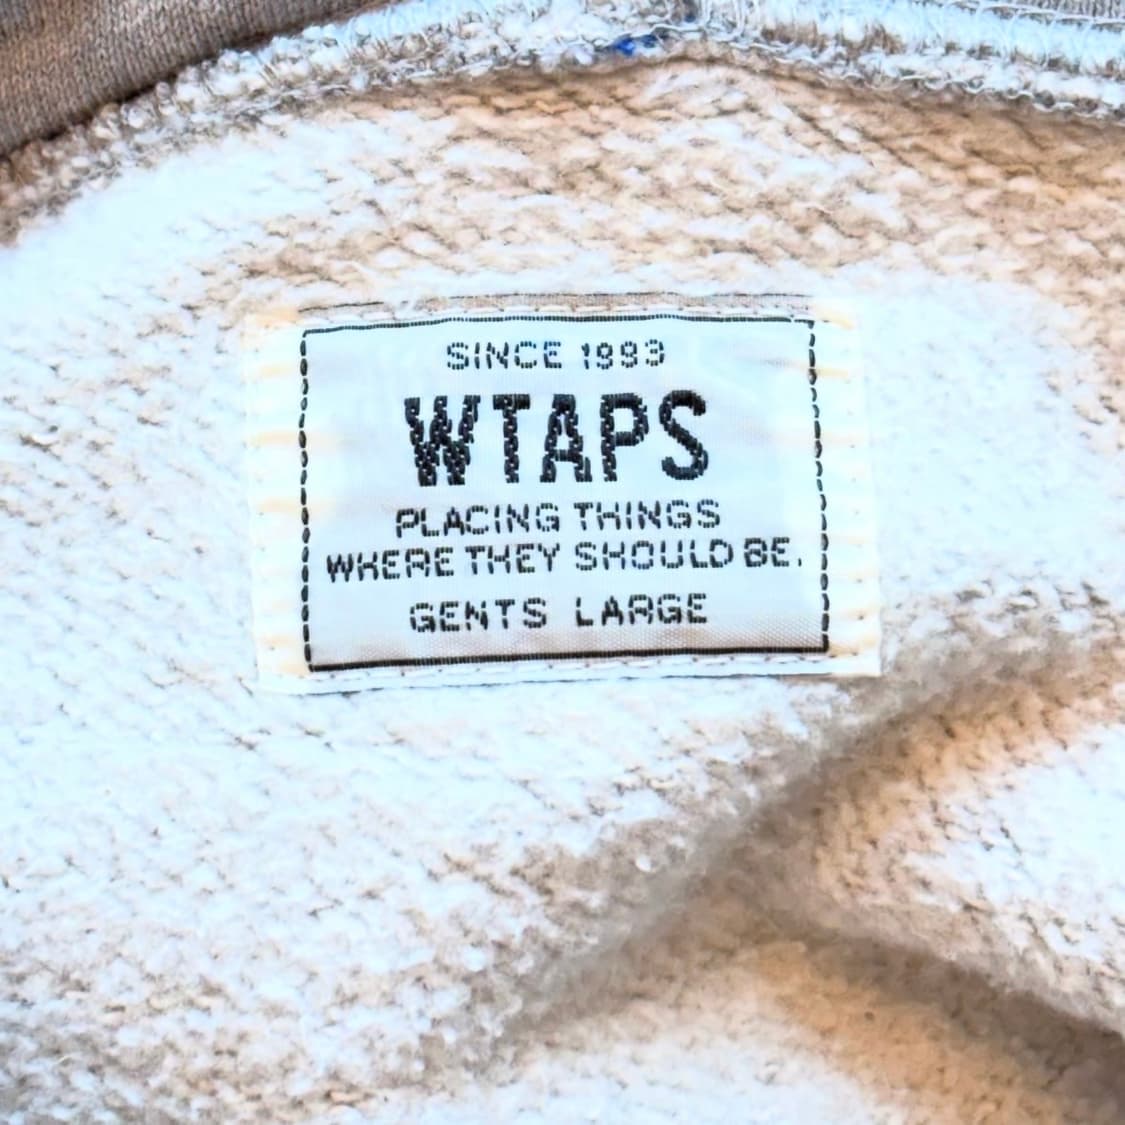 SINCE 1993
WTAPS
PLACING THINGS
WHERE THEY SHOULD BE.
GENTS LARGE